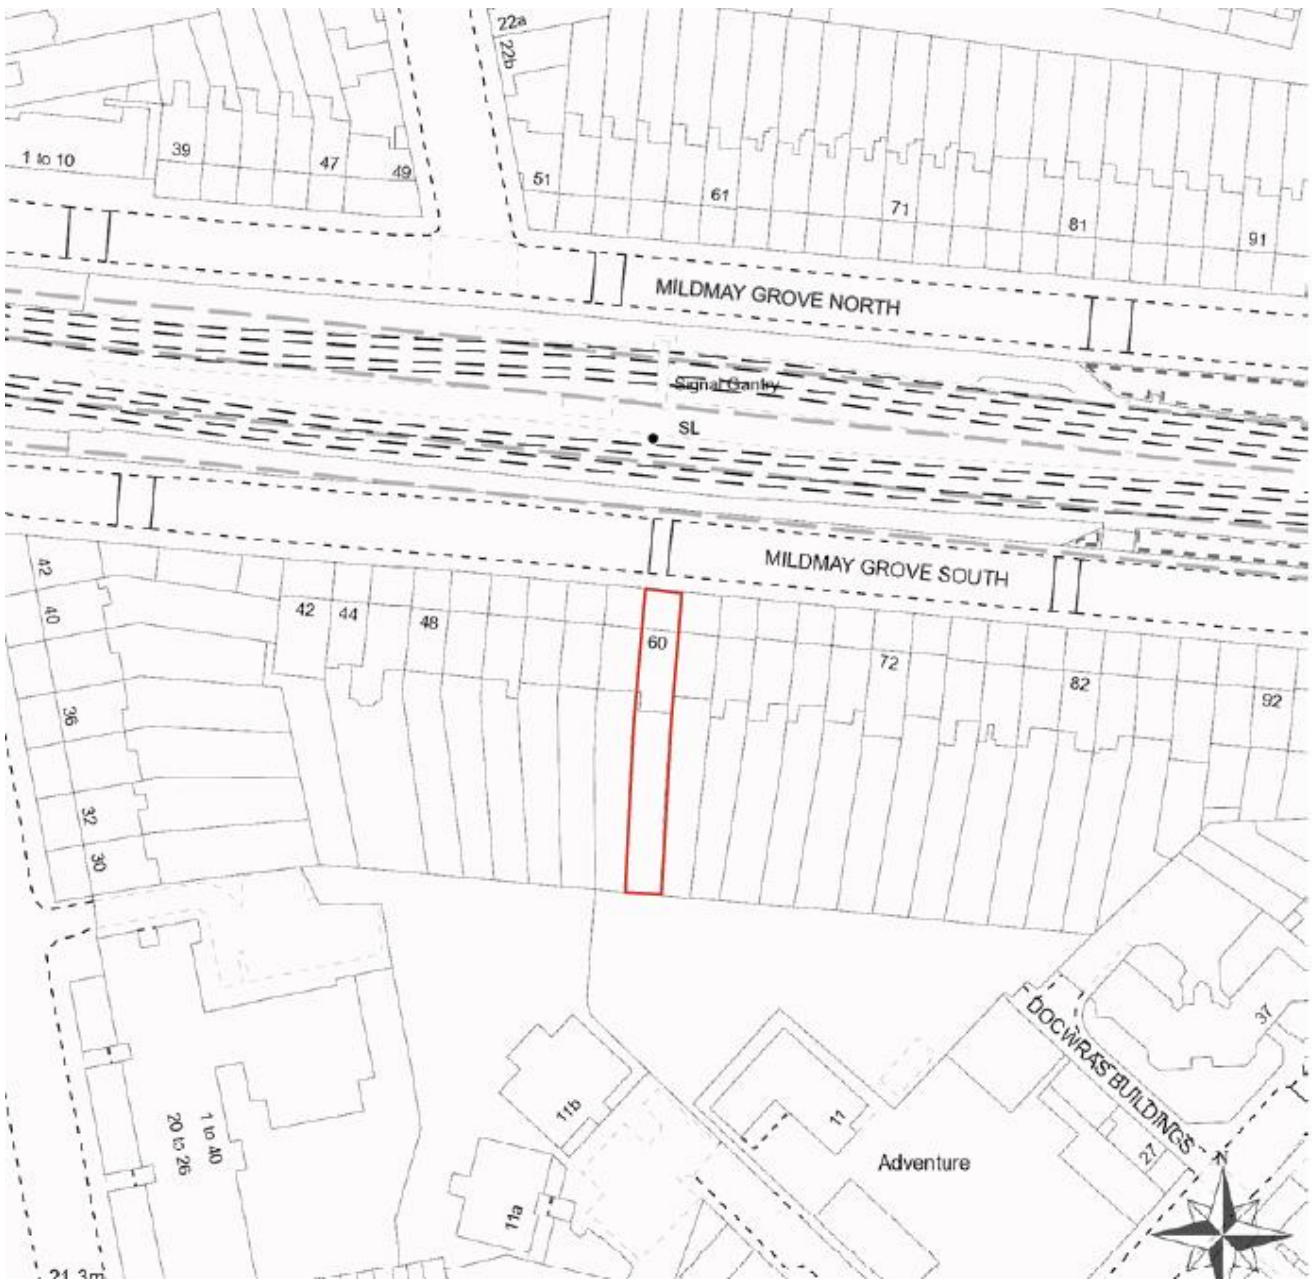 22a
22b
1 to 10
39
47
49
51
61
71
81
91
MILDMAY GROVE NORTH
Signal Gantry
SL
MILDMAY GROVE SOUTH
42
40
36
32
30
42
44
48
60
72
82
92
DOCWRAS BUILDINGS
37
27
11b
11
11a
1 to 40
20 to 26
Adventure
N
21.3m